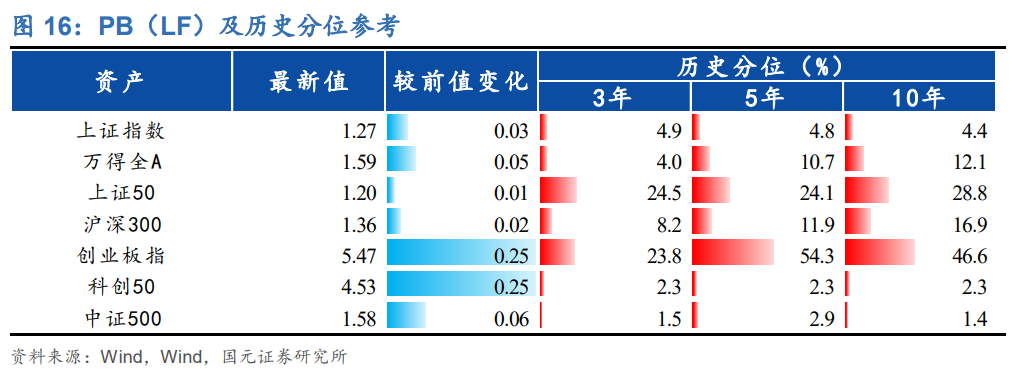 图 16：PB（LF）及历史分位参考
资产 最新值 较前值变化 历史分位（%）
3年 5年 10年
上证指数 1.27 0.03 4.9 4.8 4.4
万得全A 1.59 0.05 4.0 10.7 12.1
上证50 1.20 0.01 24.5 24.1 28.8
沪深300 1.36 0.02 8.2 11.9 16.9
创业板指 5.47 0.25 23.8 54.3 46.6
科创50 4.53 0.25 2.3 2.3 2.3
中证500 1.58 0.06 1.5 2.9 1.4
资料来源：Wind，Wind，国元证券研究所